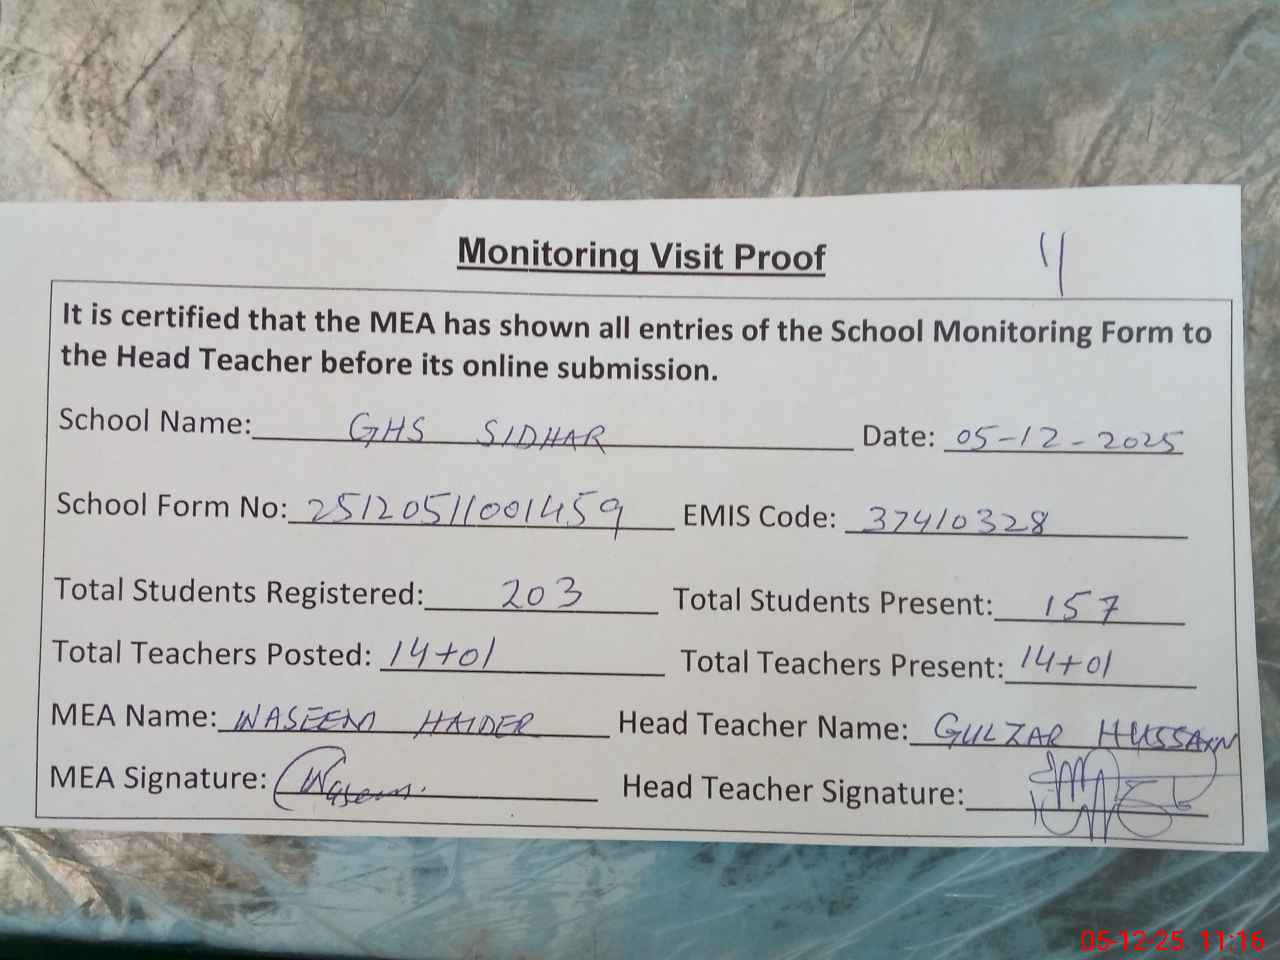 Monitoring Visit Proof
11
It is certified that the MEA has shown all entries of the School Monitoring Form to
the Head Teacher before its online submission.
School Name: GHS SIDHAR Date: 05-12-2025
School Form No: 25120511001459 EMIS Code: 37410328
Total Students Registered: 203 Total Students Present: 157
Total Teachers Posted: 14+01 Total Teachers Present: 14+01
MEA Name: WASEEM HAIDER Head Teacher Name: GULZAR HUSSAIN
MEA Signature: Waseem. Head Teacher Signature:
05-12-25 11:16